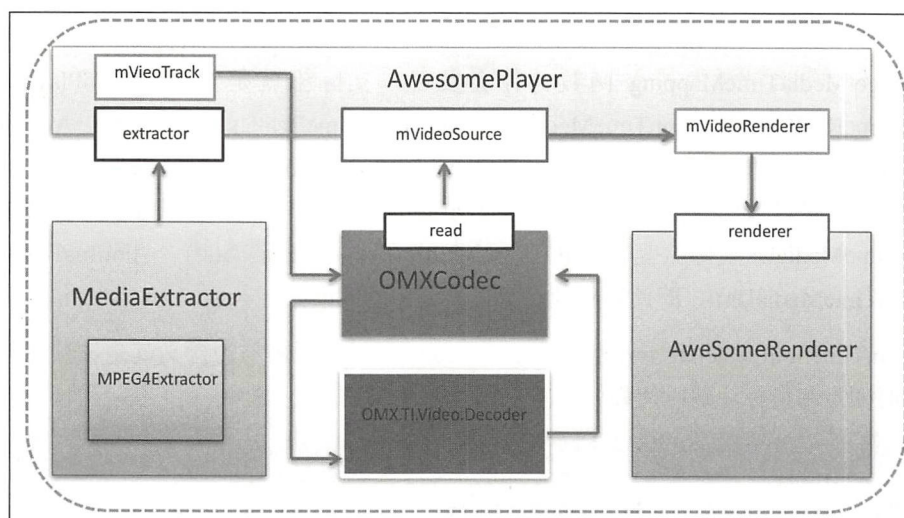 mVieoTrack
AwesomePlayer
extractor
mVideoSource
mVideoRenderer
read
renderer
OMXCodec
MediaExtractor
AweSomeRenderer
MPEG4Extractor
OMX.TI.Video.Decoder